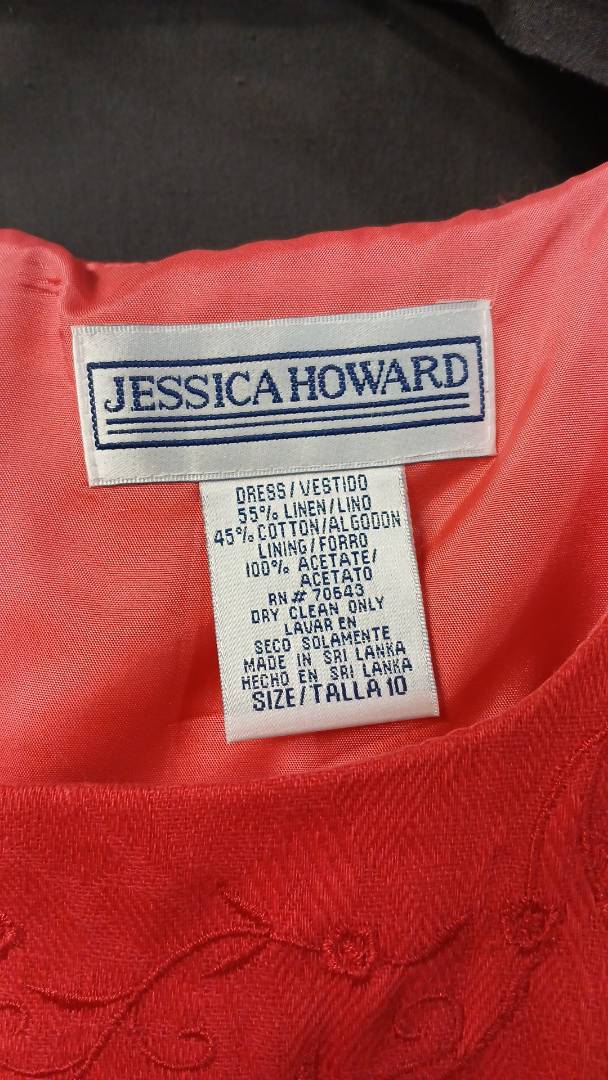 JESSICA HOWARD
DRESS/VESTIDO
55% LINEN/LINO
45% COTTON/ALGODON
LINING/FORRO
100% ACETATE/
ACETATO
RN# 70643
DRY CLEAN ONLY
LAVAR EN
SECO SOLAMENTE
MADE IN SRI LANKA
HECHO EN SRI LANKA
SIZE/TALLA 10